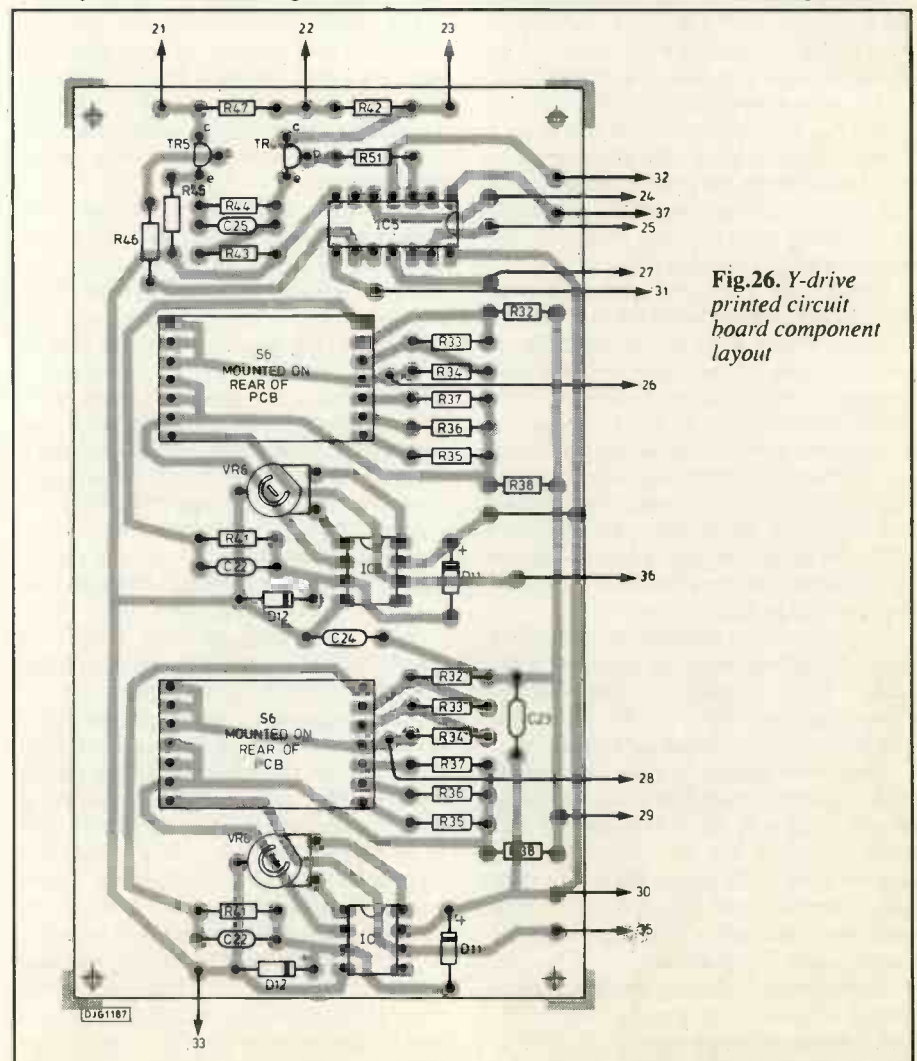 21
22
23
R47
R42
c
c
TR5
TR
R51
e
e
R45
R44
C25
IC5
R46
R43
32
24
37
25
27
31
Fig.26. Y-drive
printed circuit
board component
layout
R32
R33
S6
MOUNTED ON
REAR OF
PCB
R34
26
R37
R36
R35
VR6
R38
R41
+
C22
D11
36
D12
C24
R32
R33
S6
MOUNTED ON
REAR OF
PCB
R34
C23
R37
28
R36
29
R35
VR6
R38
30
R41
+
C22
IC
D11
D12
DJG1187
33